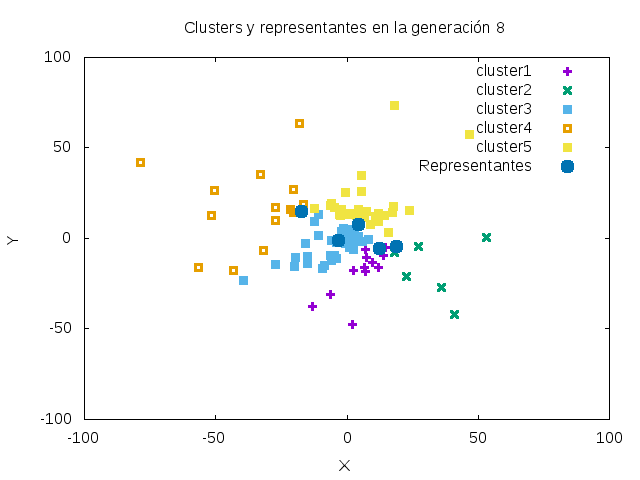 Clusters y representantes en la generación 8
100
50
0
-50
-100
-100
-50
0
50
100
X
Y
cluster1
cluster2
cluster3
cluster4
cluster5
Representantes